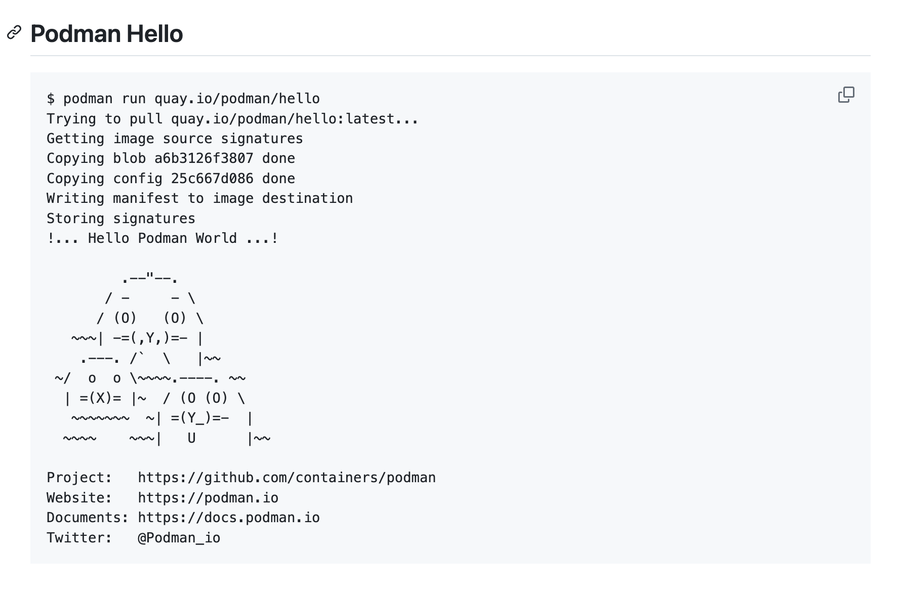 Podman Hello
$ podman run quay.io/podman/hello
Trying to pull quay.io/podman/hello:latest...
Getting image source signatures
Copying blob a6b3126f3807 done
Copying config 25c667d086 done
Writing manifest to image destination
Storing signatures
!... Hello Podman World ...!

         .--"--.
       / -     - \
      / (O)   (O) \
   ~~~| -=(,Y,)=- |
    .---. /`  \   |~~
 ~/  o  o \~~~~.----. ~~
  | =(X)= |~  / (O (O) \
   ~~~~~~~  ~| =(Y_)=-  |
  ~~~~    ~~~|   U      |~~

Project:   https://github.com/containers/podman
Website:   https://podman.io
Documents: https://docs.podman.io
Twitter:   @Podman_io